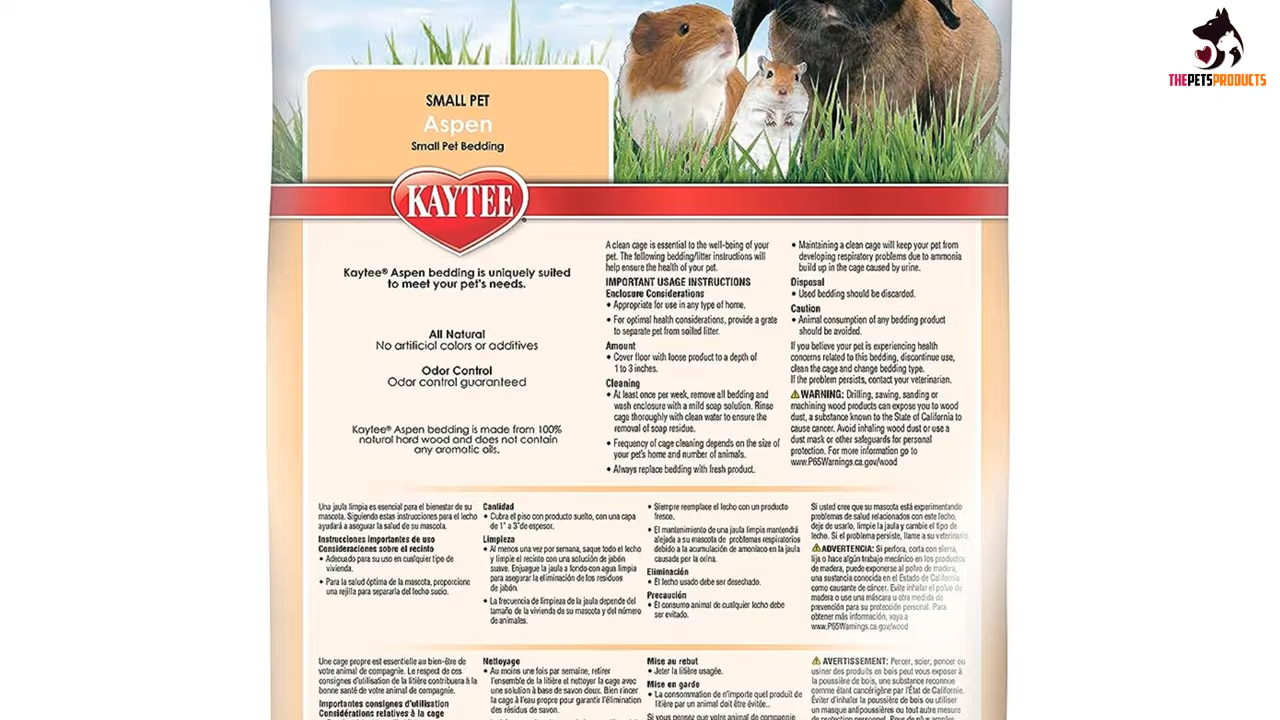 THEPETSPRODUCTS
SMALL PET
Aspen
Small Pet Bedding
KAYTEE
Kaytee® Aspen bedding is uniquely suited
to meet your pet's needs.
All Natural
No artificial colors or additives
Odor Control
Odor control guaranteed
Kaytee® Aspen bedding is made from 100%
natural hard wood and does not contain
any aromatic oils.
A clean cage is essential to the well-being of your
pet. The following bedding/litter instructions will
help ensure the health of your pet.
IMPORTANT USAGE INSTRUCTIONS
Enclosure Considerations
• Appropriate for use in any type of home.
• For optimal health considerations, provide a grate
to separate pet from soiled litter.
Amount
• Cover floor with loose product to a depth of
1 to 3 inches.
Cleaning
• At least once per week, remove all bedding and
wash enclosure with a mild soap solution. Rinse
cage thoroughly with clean water to ensure the
removal of soap residue.
• Frequency of cage cleaning depends on the size of
your pet's home and number of animals.
• Always replace bedding with fresh product.
• Maintaining a clean cage will keep your pet from
developing respiratory problems due to ammonia
build up in the cage caused by urine.
Disposal
• Used bedding should be discarded.
Caution
• Animal consumption of any bedding product
should be avoided.
If you believe your pet is experiencing health
concerns related to this bedding, discontinue use,
clean the cage and change bedding type.
If the problem persists, contact your veterinarian.
⚠WARNING: Drilling, sawing, sanding or
machining wood products can expose you to wood
dust, a substance known to the State of California to
cause cancer. Avoid inhaling wood dust or use a
dust mask or other safeguards for personal
protection. For more information go to
www.P65Warnings.ca.gov/wood
Una jaula limpia es esencial para el bienestar de su
mascota. Siguiendo estas instrucciones para el lecho
ayudará a asegurar la salud de su mascota.
Instrucciones importantes de uso
Consideraciones sobre el recinto
• Adecuado para su uso en cualquier tipo de
vivienda.
• Para la salud óptima de la mascota, proporcione
una rejilla para separarla del lecho sucio.
Cantidad
• Cubra el piso con producto suelto, con una capa
de 1" a 3"de espesor.
Limpieza
• Al menos una vez por semana, saque todo el lecho
y limpie el recinto con una solución de jabón
suave. Enjuague la jaula a fondo con agua limpia
para asegurar la eliminación de los residuos
de jabón.
• La frecuencia de limpieza de la jaula depende del
tamaño de la vivienda de su mascota y del número
de animales.
• Siempre reemplace el lecho con un producto
fresco.
• El mantenimiento de una jaula limpia mantendrá
alejada a su mascota de problemas respiratorios
debido a la acumulación de amoníaco en la jaula
causada por la orina.
Eliminación
• El lecho usado debe ser desechado.
Precaución
• El consumo animal de cualquier lecho debe
ser evitado.
Si usted cree que su mascota está experimentando
problemas de salud relacionados con este lecho,
deje de usarlo, limpie la jaula y cambie el tipo de
lecho. Si el problema persiste, llame a su veterinario.
⚠ADVERTENCIA: Si perfora, corta con sierra,
lija o hace algún trabajo mecánico en los productos
de madera, puede exponerse al polvo de madera,
una sustancia conocida en el Estado de California
como causante de cáncer. Evite inhalar el polvo de
madera o use una máscara u otra medida de
prevención para su protección personal. Para
obtener más información, vaya a
www.P65Warnings.ca.gov/wood
Une cage propre est essentielle au bien-être de
votre animal de compagnie. Le respect de ces
consignes d'utilisation de la litière contribuera à la
bonne santé de votre animal de compagnie.
Importantes consignes d'utilisation
Considérations relatives à la cage
Nettoyage
• Au moins une fois par semaine, retirer
l'ensemble de la litière et nettoyer la cage avec
une solution à base de savon doux. Bien rincer
la cage à l'eau propre pour garantir l'élimination
des résidus de savon.
Mise au rebut
• Jeter la litière usagée.
Mise en garde
• La consommation de n'importe quel produit de
litière par un animal doit être évitée..
Si vous pensez que votre animal de compagnie
⚠ AVERTISSEMENT: Percer, scier, poncer ou
usiner des produits en bois peut vous exposer à
la poussière de bois, une substance reconnue
comme étant cancérigène par l'État de Californie.
Éviter d'inhaler la poussière de bois ou utiliser
un masque antipoussières ou tout autre mesure
de protection personnel. Pour de plus amples